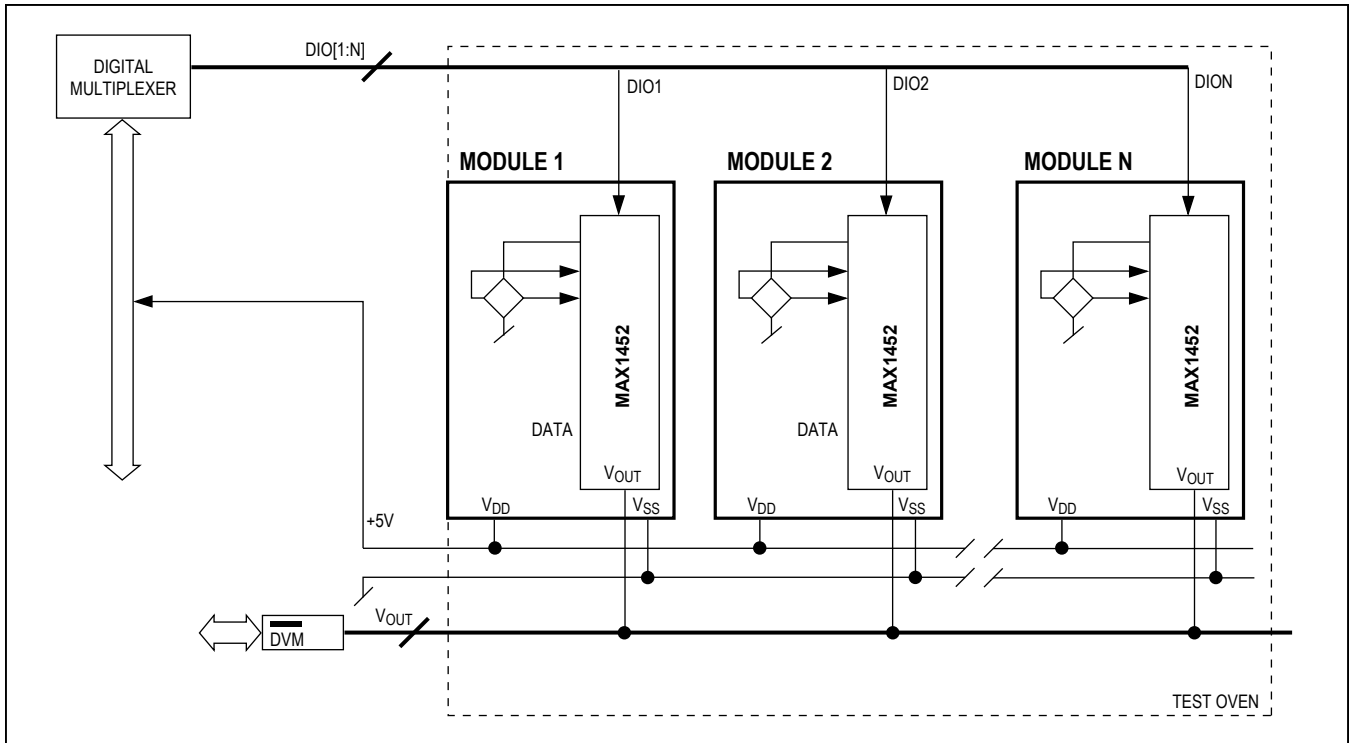 DIGITAL
MULTIPLEXER
DIO[1:N]
DIO1
DIO2
DION
MODULE 1
MODULE 2
MODULE N
MAX1452
MAX1452
MAX1452
DATA
DATA
VOUT
VOUT
VOUT
VDD
VSS
VDD
VSS
VDD
VSS
+5V
VOUT
DVM
TEST OVEN